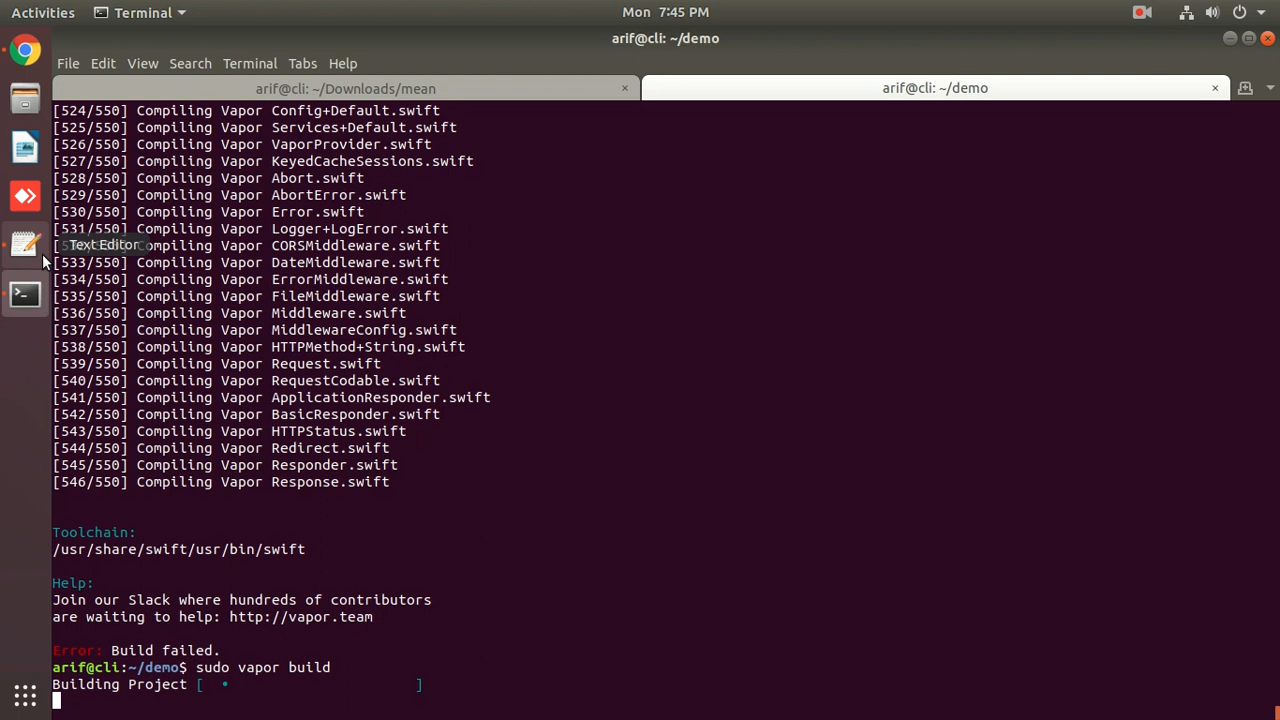 Activities Terminal Mon 7:45 PM
arif@cli: ~/demo
File Edit View Search Terminal Tabs Help
arif@cli: ~/Downloads/mean × arif@cli: ~/demo ×
[524/550] Compiling Vapor Config+Default.swift
[525/550] Compiling Vapor Services+Default.swift
[526/550] Compiling Vapor VaporProvider.swift
[527/550] Compiling Vapor KeyedCacheSessions.swift
[528/550] Compiling Vapor Abort.swift
[529/550] Compiling Vapor AbortError.swift
[530/550] Compiling Vapor Error.swift
[531/550] Compiling Vapor Logger+LogError.swift
Text Editor
Vapor CORSMiddleware.swift
[533/550] Compiling Vapor DateMiddleware.swift
[534/550] Compiling Vapor ErrorMiddleware.swift
[535/550] Compiling Vapor FileMiddleware.swift
[536/550] Compiling Vapor Middleware.swift
[537/550] Compiling Vapor MiddlewareConfig.swift
[538/550] Compiling Vapor HTTPMethod+String.swift
[539/550] Compiling Vapor Request.swift
[540/550] Compiling Vapor RequestCodable.swift
[541/550] Compiling Vapor ApplicationResponder.swift
[542/550] Compiling Vapor BasicResponder.swift
[543/550] Compiling Vapor HTTPStatus.swift
[544/550] Compiling Vapor Redirect.swift
[545/550] Compiling Vapor Responder.swift
[546/550] Compiling Vapor Response.swift
Toolchain:
/usr/share/swift/usr/bin/swift
Help:
Join our Slack where hundreds of contributors
are waiting to help: http://vapor.team
Error: Build failed.
arif@cli:~/demo$ sudo vapor build
Building Project [ • ]